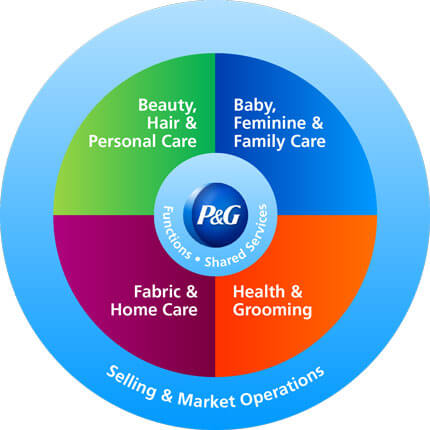 Beauty,
Hair &
Personal Care
Baby,
Feminine &
Family Care
P&G
Functions • Shared Services
Fabric &
Home Care
Health &
Grooming
Selling & Market Operations